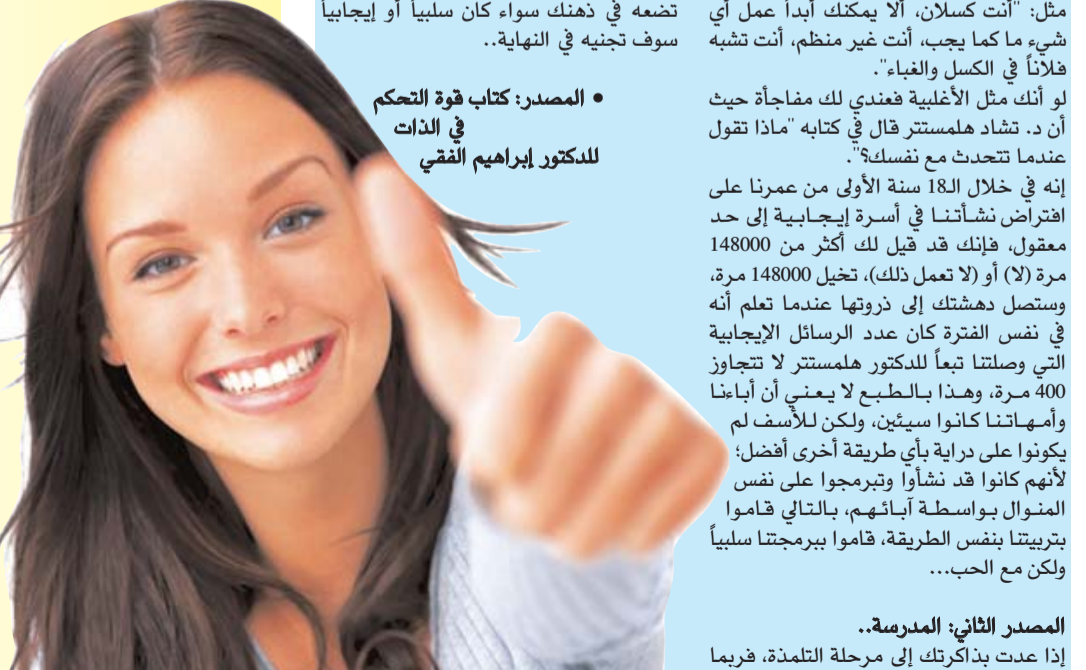 مثل: "أنت كسلان، ألا يمكنك أبداً عمل أي
شيء ما كما يجب، أنت غير منظم، أنت تشبه
فلاناً في الكسل والغباء".
لو أنك مثل الأغلبية فعندي لك مفاجأة حيث
أن د. تشاد هلمستتر قال في كتابه "ماذا تقول
عندما تتحدث مع نفسك؟".
إنه في خلال الـ18 سنة الأولى من عمرنا على
افتراض نشأتنا في أسرة إيجابية إلى حد
معقول، فإنك قد قيل لك أكثر من 148000
مرة (لا) أو (لا تعمل ذلك)، تخيل 148000 مرة،
وستصل دهشتك إلى ذروتها عندما تعلم أنه
في نفس الفترة كان عدد الرسائل الإيجابية
التي وصلتنا تبعاً للدكتور هلمستتر لا تتجاوز
400 مرة، وهذا بالطبع لا يعني أن أباءنا
وأمهاتنا كانوا سيئين، ولكن للأسف لم
يكونوا على دراية بأي طريقة أخرى أفضل؛
لأنهم كانوا قد نشأوا وتبرمجوا على نفس
المنوال بواسطة آبائهم، بالتالي قاموا
بتربيتنا بنفس الطريقة، قاموا ببرمجتنا سلبياً
ولكن مع الحب...
المصدر الثاني: المدرسة..
إذا عدت بذاكرتك إلى مرحلة التلمذة، فربما
تضعه في ذهنك سواء كان سلبياً أو إيجابياً
سوف تجنيه في النهاية..
• المصدر: كتاب قوة التحكم
في الذات
للدكتور إبراهيم الفقي